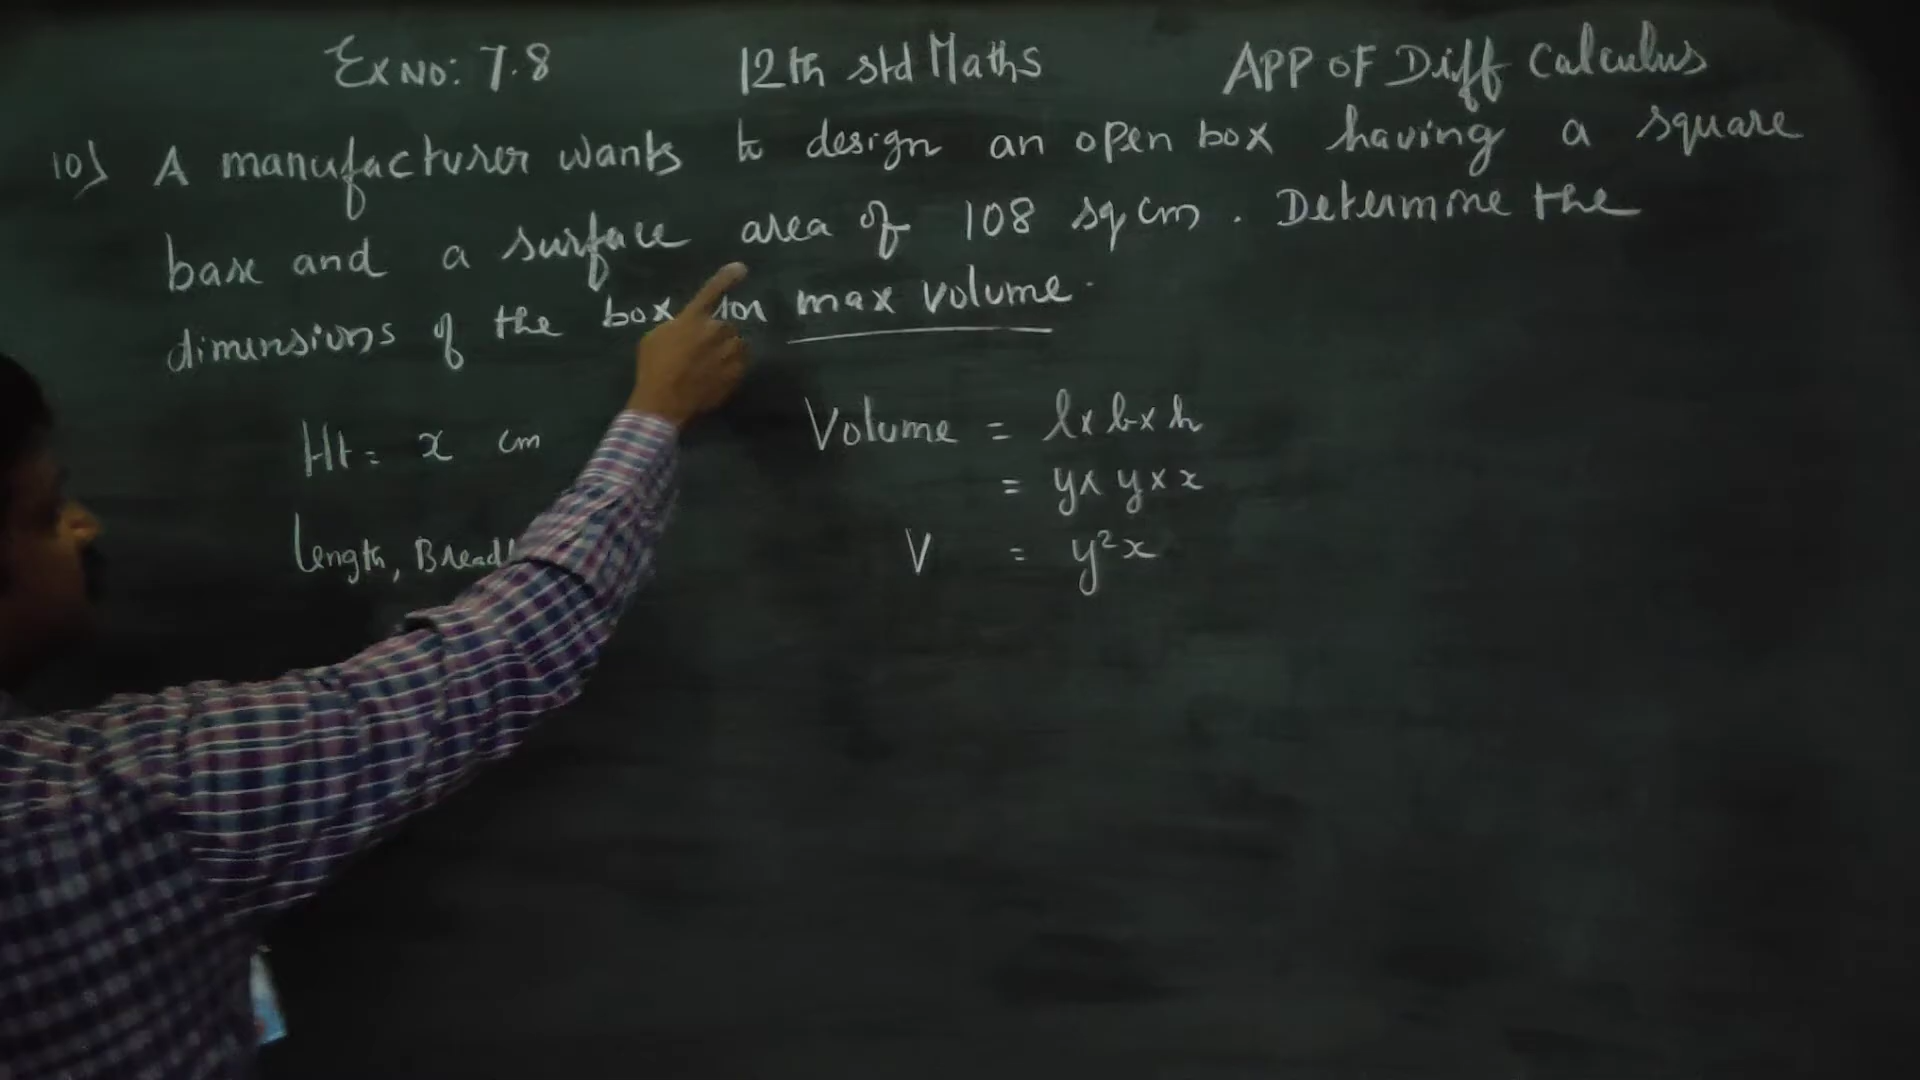 Ex NO: 7.8 12th std Maths APP OF Diff Calculus
10) A manufacturer wants to design an open box having a square
base and a surface area of 108 sq cm. Determine the
dimensions of the box for max volume.
Ht = x cm
Volume = l x b x h
= y x y x x
length,
V = y²x